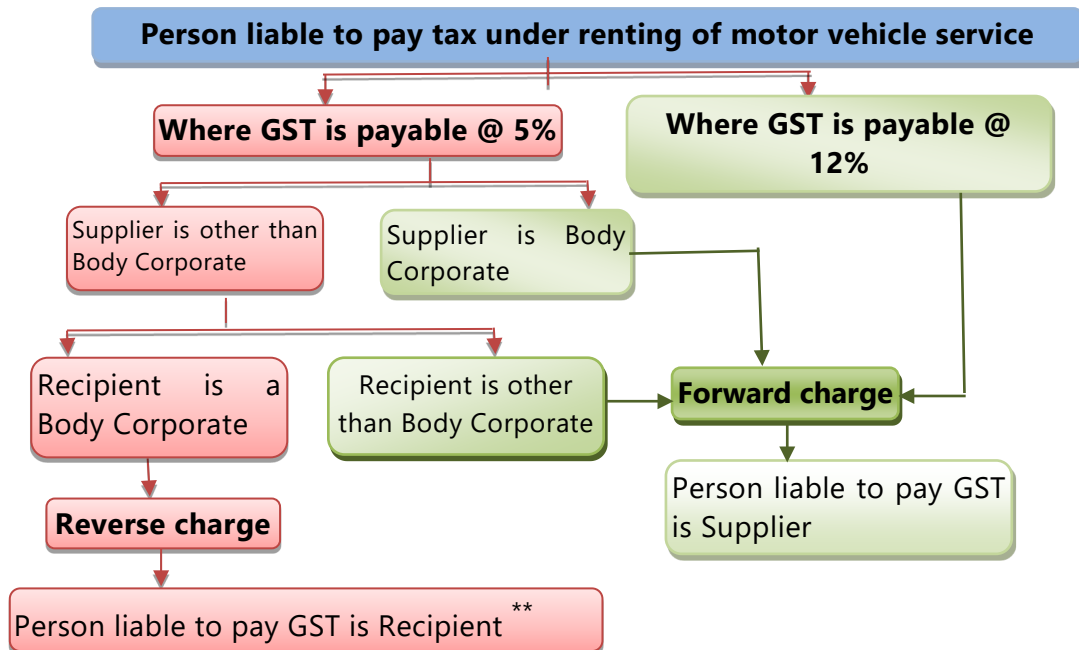 Person liable to pay tax under renting of motor vehicle service
Where GST is payable @ 5%
Where GST is payable @
12%
Supplier is other than
Body Corporate
Supplier is Body
Corporate
Recipient is a
Body Corporate
Recipient is other
than Body Corporate
Forward charge
Reverse charge
Person liable to pay GST
is Supplier
Person liable to pay GST is Recipient **